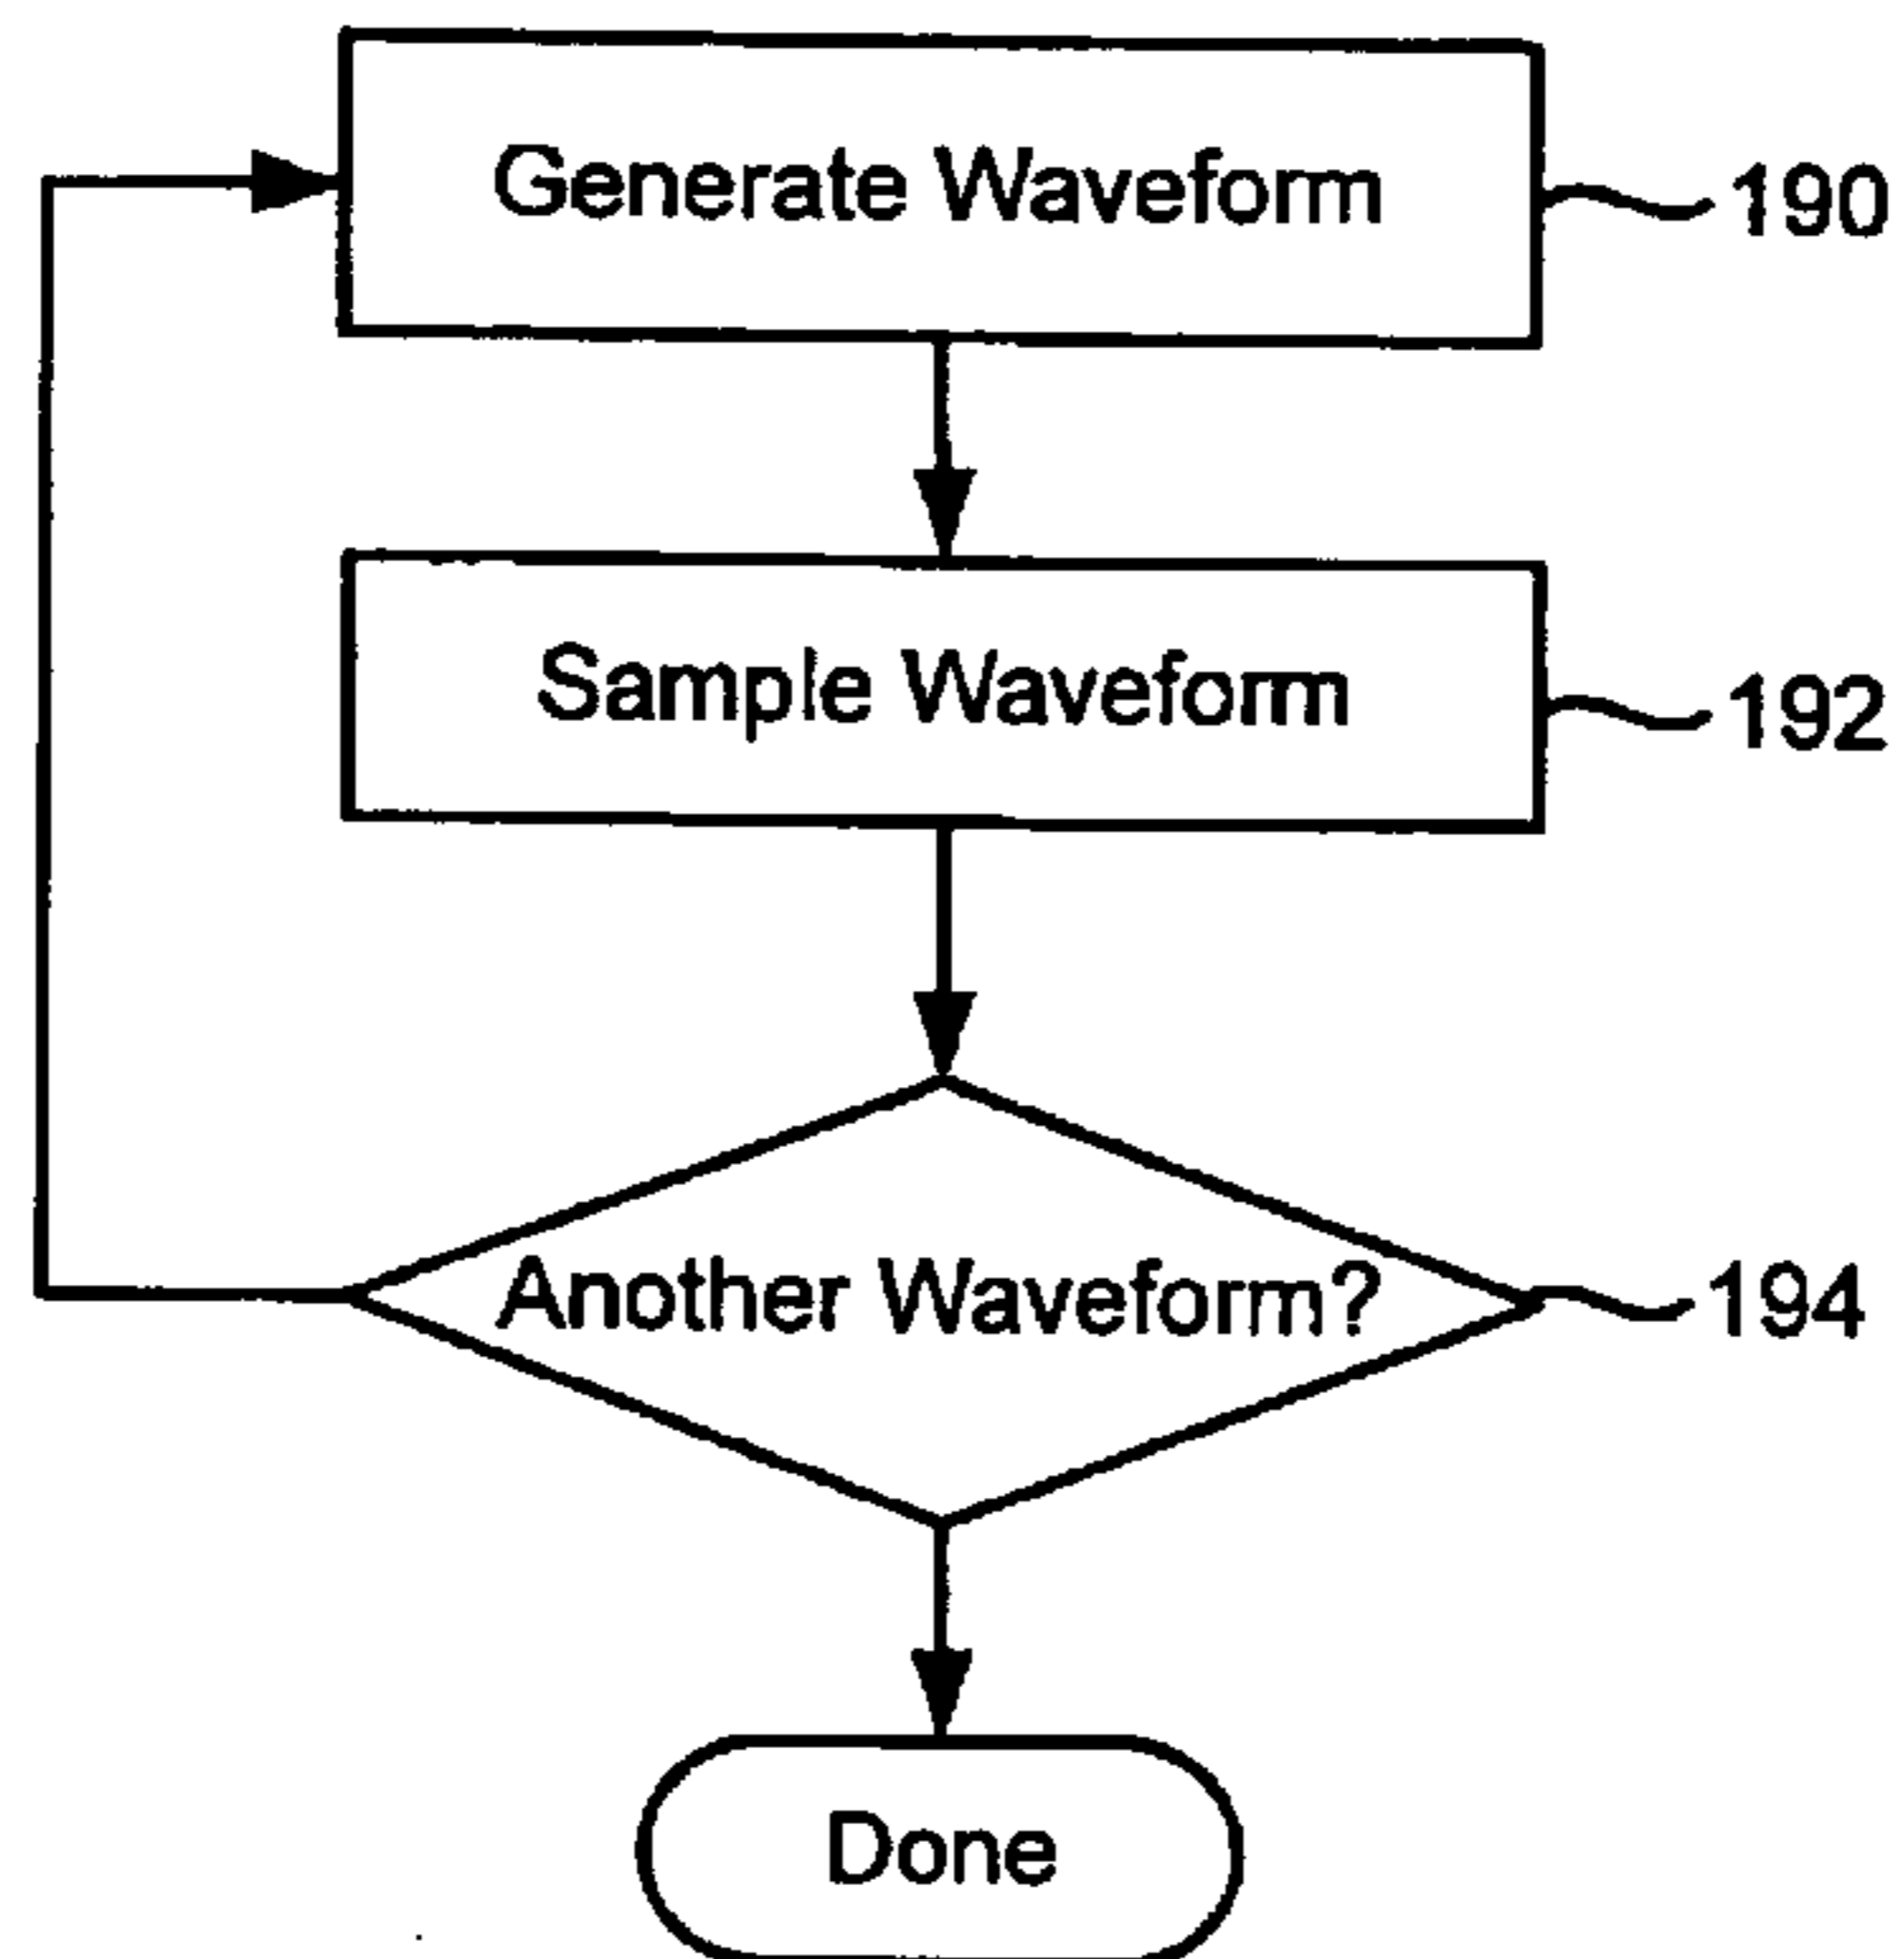 Generate Waveform
190
Sample Waveform
192
Another Waveform?
194
Done